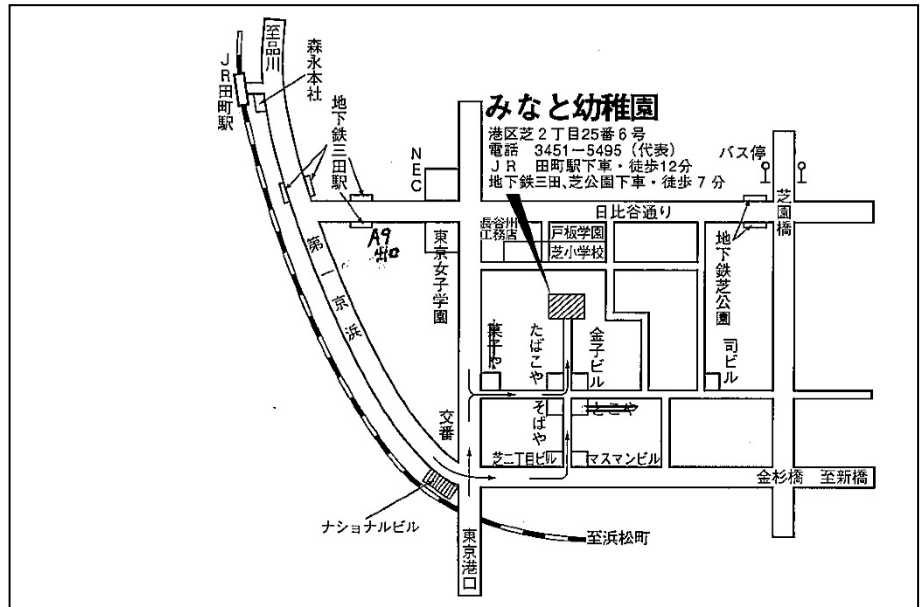 至品川
森永本社
JR田町駅
地下鉄三田駅
NEC
みなと幼稚園
港区芝2丁目25番6号
電話 3451-5495 (代表)
JR 田町駅下車・徒歩12分
地下鉄三田、芝公園下車・徒歩7分
バス停
芝園橋
日比谷通り
A9
出口
東京女子学園
長谷川
工務店
戸板学園
芝小学校
地下鉄芝公園
第一京浜
菓子や
たばこや
金子ビル
司ビル
交番
そばや
とこや
芝二丁目ビル
マスマンビル
金杉橋
至新橋
ナショナルビル
東京港口
至浜松町